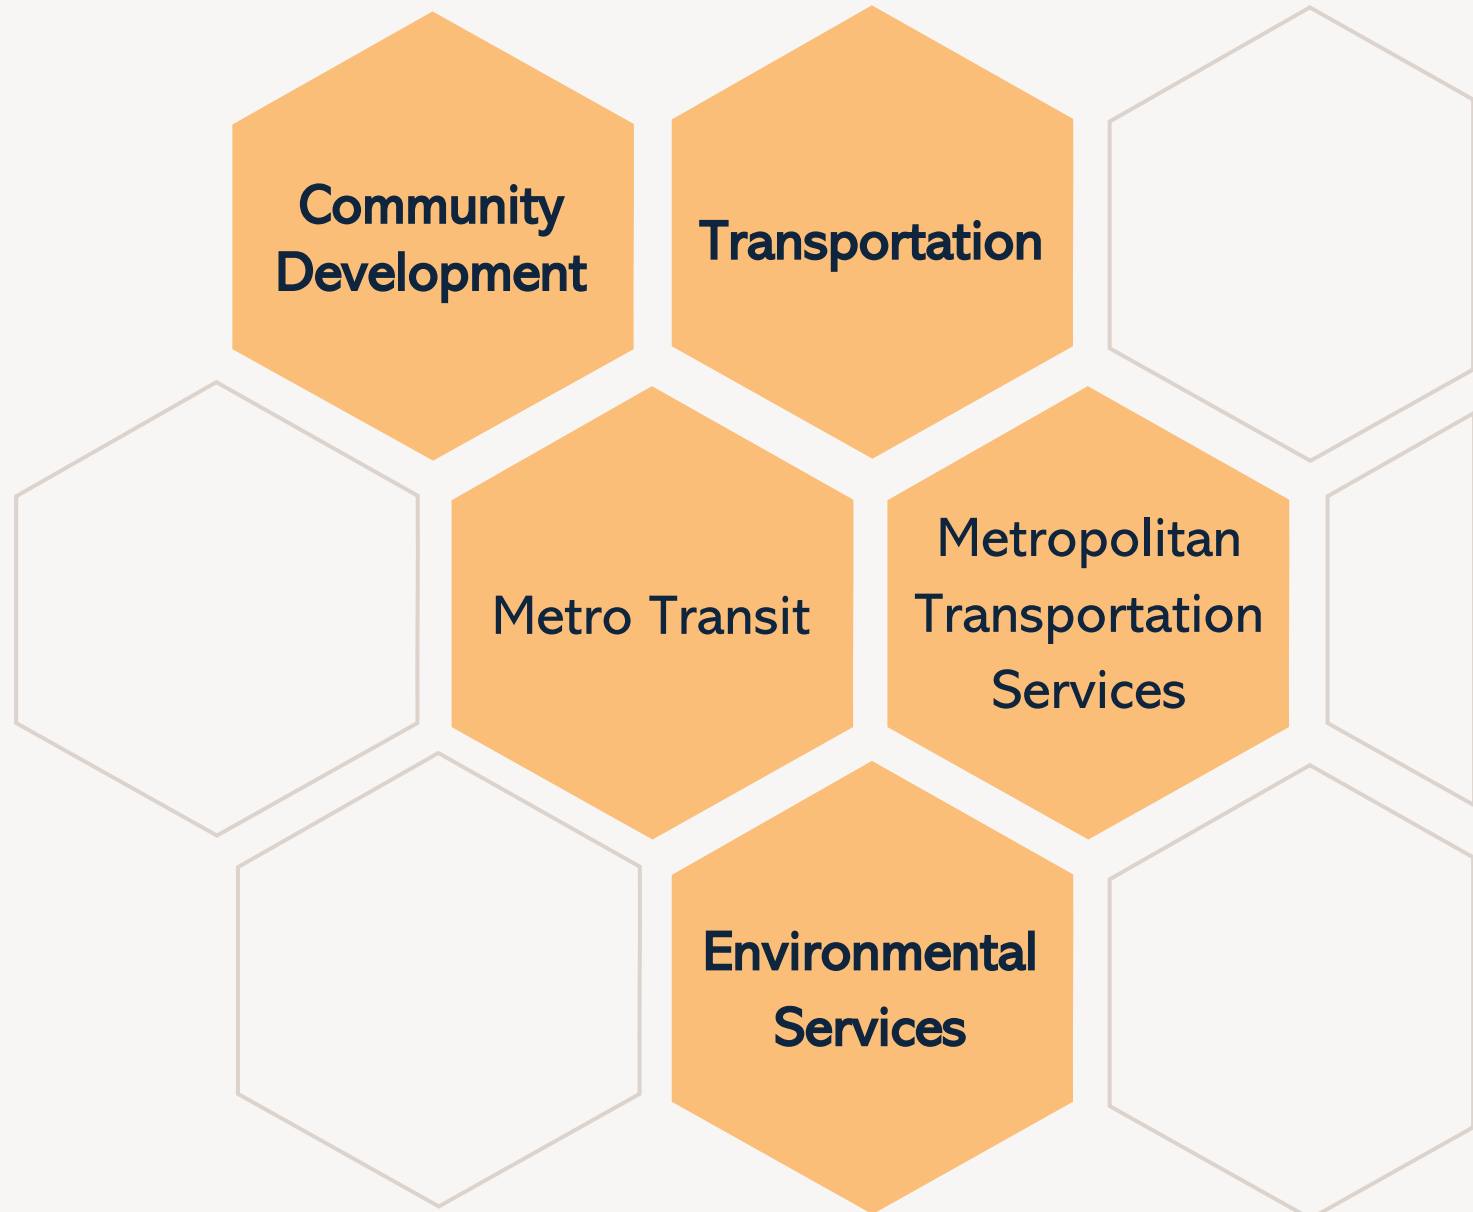 Community
Development
Transportation
Metro Transit
Metropolitan
Transportation
Services
Environmental
Services